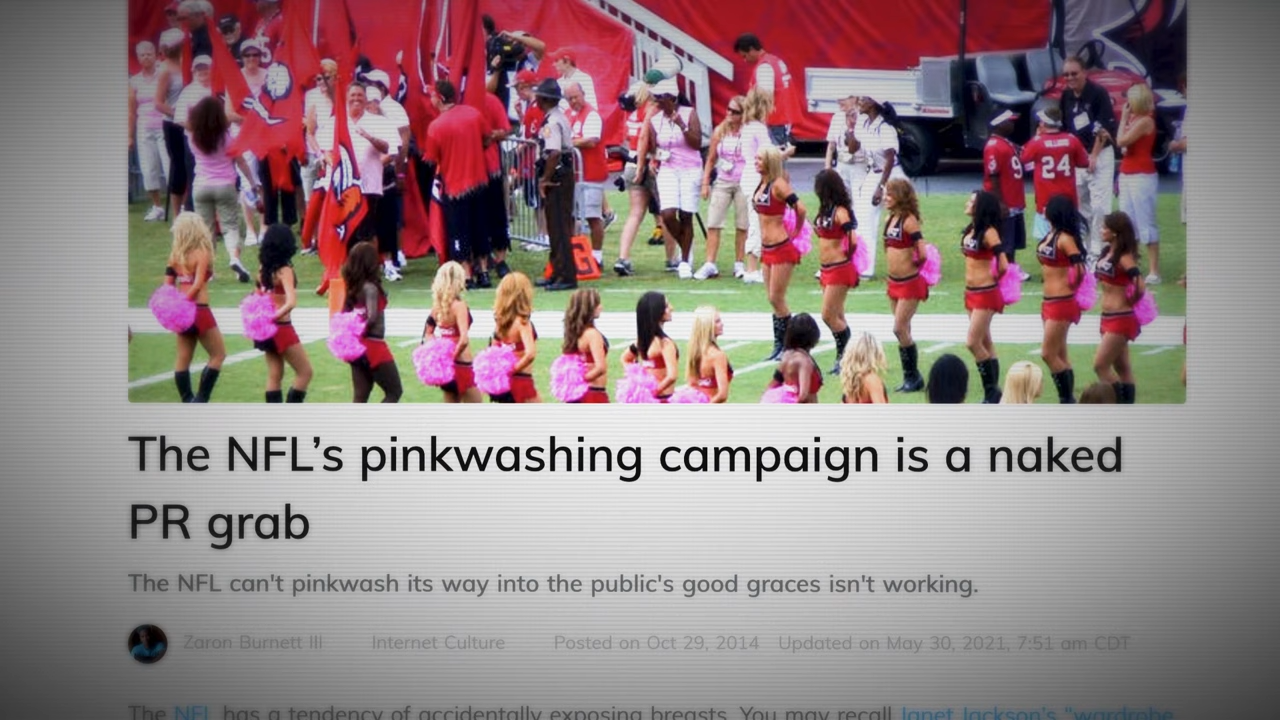 9
24
The NFL's pinkwashing campaign is a naked
PR grab
The NFL can't pinkwash its way into the public's good graces isn't working.
Zaron Burnett III Internet Culture Posted on Oct 29, 2014 Updated on May 30, 2021, 7:51 am CDT
The NFL has a tendency of accidentally exposing breasts. You may recall Janet Jackson's "wardrobe